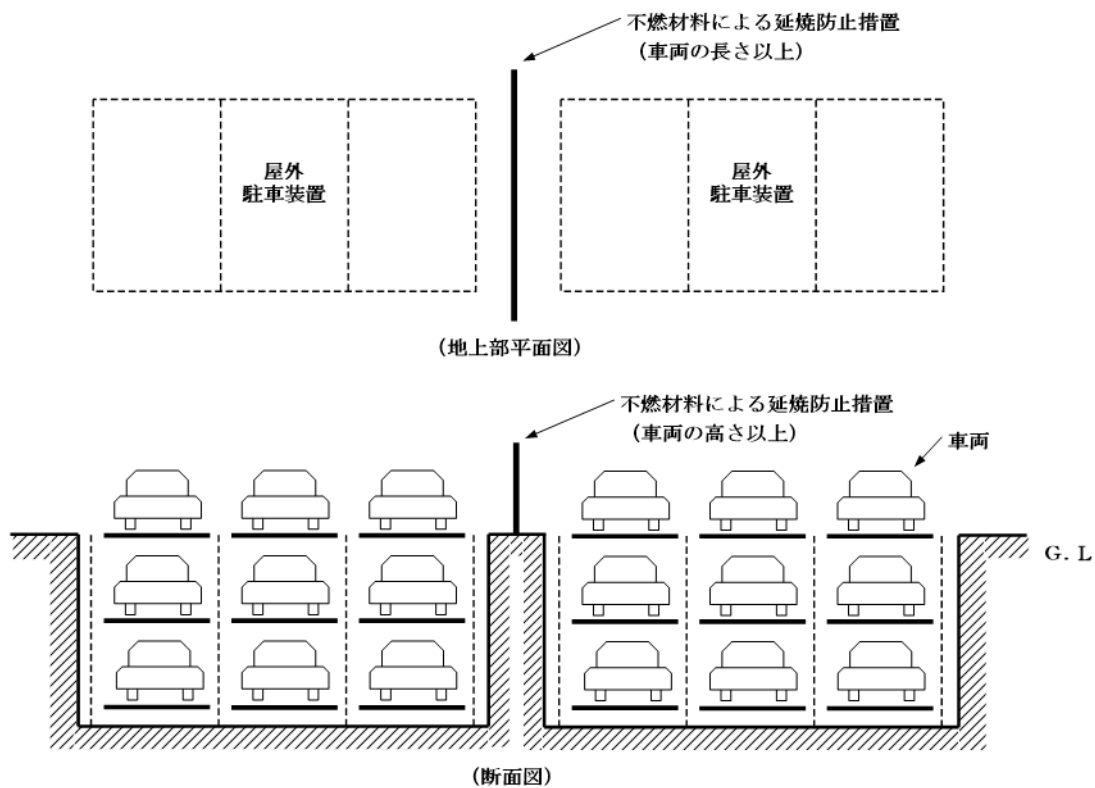 不燃材料による延焼防止措置
（車両の長さ以上）
屋外
駐車装置
屋外
駐車装置
（地上部平面図）
不燃材料による延焼防止措置
（車両の高さ以上）
車両
G. L
（断面図）